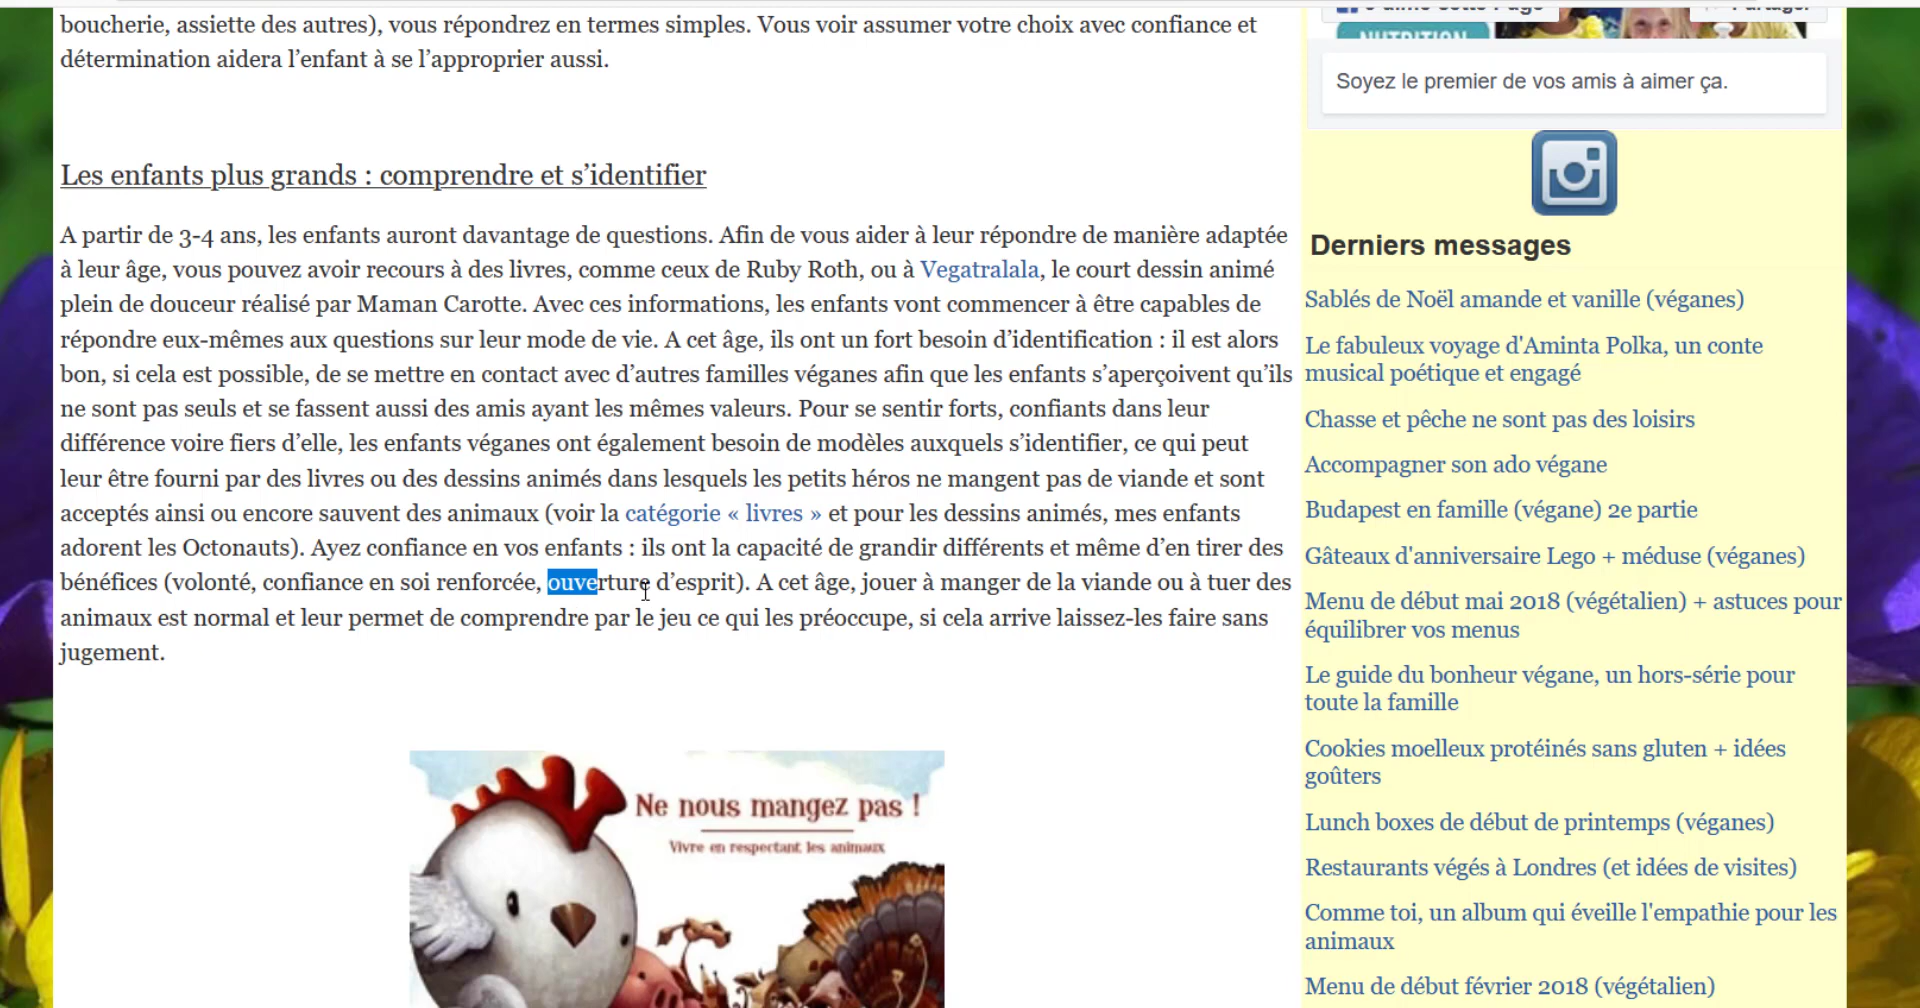 boucherie, assiette des autres), vous répondrez en termes simples. Vous voir assumer votre choix avec confiance et
détermination aidera l’enfant à se l’approprier aussi.
Les enfants plus grands : comprendre et s’identifier
A partir de 3-4 ans, les enfants auront davantage de questions. Afin de vous aider à leur répondre de manière adaptée
à leur âge, vous pouvez avoir recours à des livres, comme ceux de Ruby Roth, ou à Vegatralala, le court dessin animé
plein de douceur réalisé par Maman Carotte. Avec ces informations, les enfants vont commencer à être capables de
répondre eux-mêmes aux questions sur leur mode de vie. A cet âge, ils ont un fort besoin d’identification : il est alors
bon, si cela est possible, de se mettre en contact avec d’autres familles véganes afin que les enfants s’aperçoivent qu’ils
ne sont pas seuls et se fassent aussi des amis ayant les mêmes valeurs. Pour se sentir forts, confiants dans leur
différence voire fiers d’elle, les enfants véganes ont également besoin de modèles auxquels s’identifier, ce qui peut
leur être fourni par des livres ou des dessins animés dans lesquels les petits héros ne mangent pas de viande et sont
acceptés ainsi ou encore sauvent des animaux (voir la catégorie « livres » et pour les dessins animés, mes enfants
adorent les Octonauts). Ayez confiance en vos enfants : ils ont la capacité de grandir différents et même d’en tirer des
bénéfices (volonté, confiance en soi renforcée, ouverture d’esprit). A cet âge, jouer à manger de la viande ou à tuer des
animaux est normal et leur permet de comprendre par le jeu ce qui les préoccupe, si cela arrive laissez-les faire sans
jugement.
Ne nous mangez pas !
Vivre en respectant les animaux
J'aime cette Page
Partager
NUTRITION
Soyez le premier de vos amis à aimer ça.
Derniers messages
Sablés de Noël amande et vanille (véganes)
Le fabuleux voyage d'Aminta Polka, un conte
musical poétique et engagé
Chasse et pêche ne sont pas des loisirs
Accompagner son ado végane
Budapest en famille (végane) 2e partie
Gâteaux d'anniversaire Lego + méduse (véganes)
Menu de début mai 2018 (végétalien) + astuces pour
équilibrer vos menus
Le guide du bonheur végane, un hors-série pour
toute la famille
Cookies moelleux protéinés sans gluten + idées
goûters
Lunch boxes de début de printemps (véganes)
Restaurants végés à Londres (et idées de visites)
Comme toi, un album qui éveille l'empathie pour les
animaux
Menu de début février 2018 (végétalien)